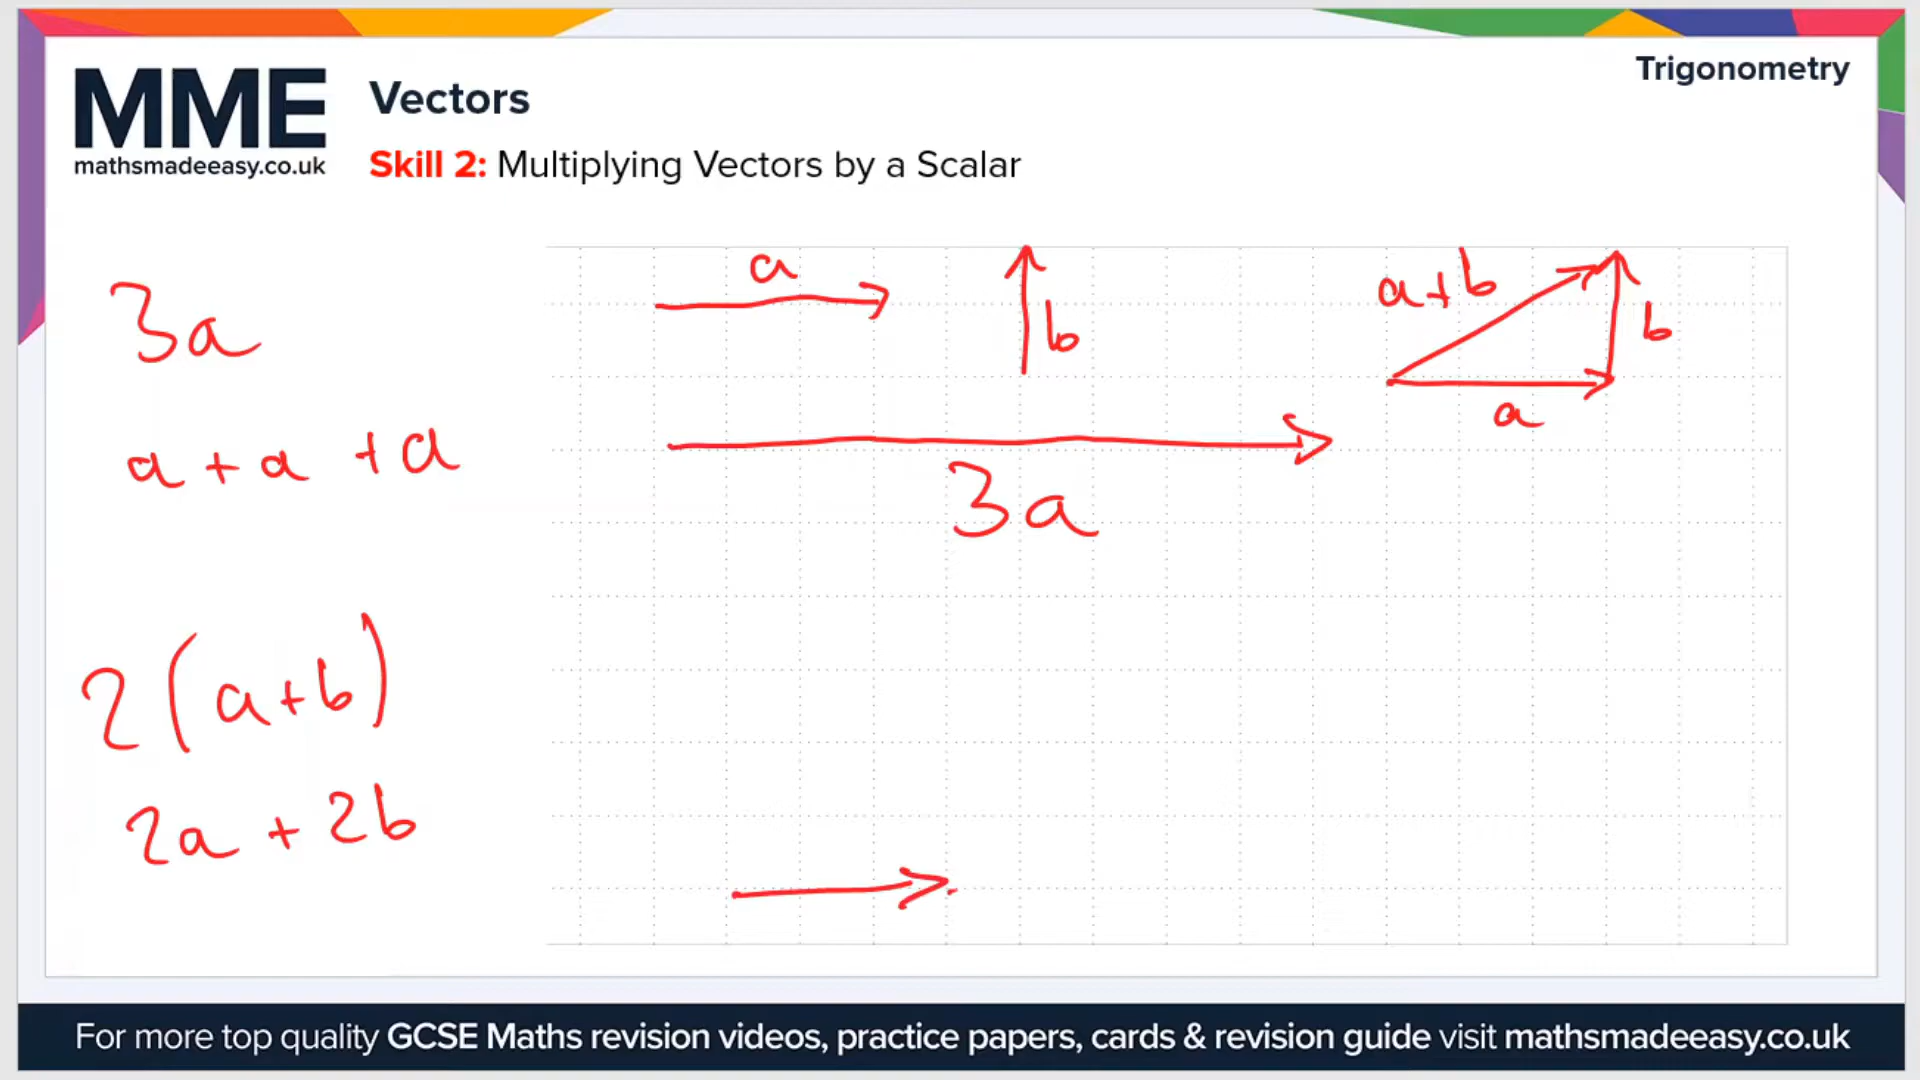 MME
mathsmadeeasy.co.uk
Vectors
Skill 2: Multiplying Vectors by a Scalar
Trigonometry
3a
a + a + a
2(a+b)
2a + 2b
a
b
a+b
b
a
3a
For more top quality GCSE Maths revision videos, practice papers, cards & revision guide visit mathsmadeeasy.co.uk